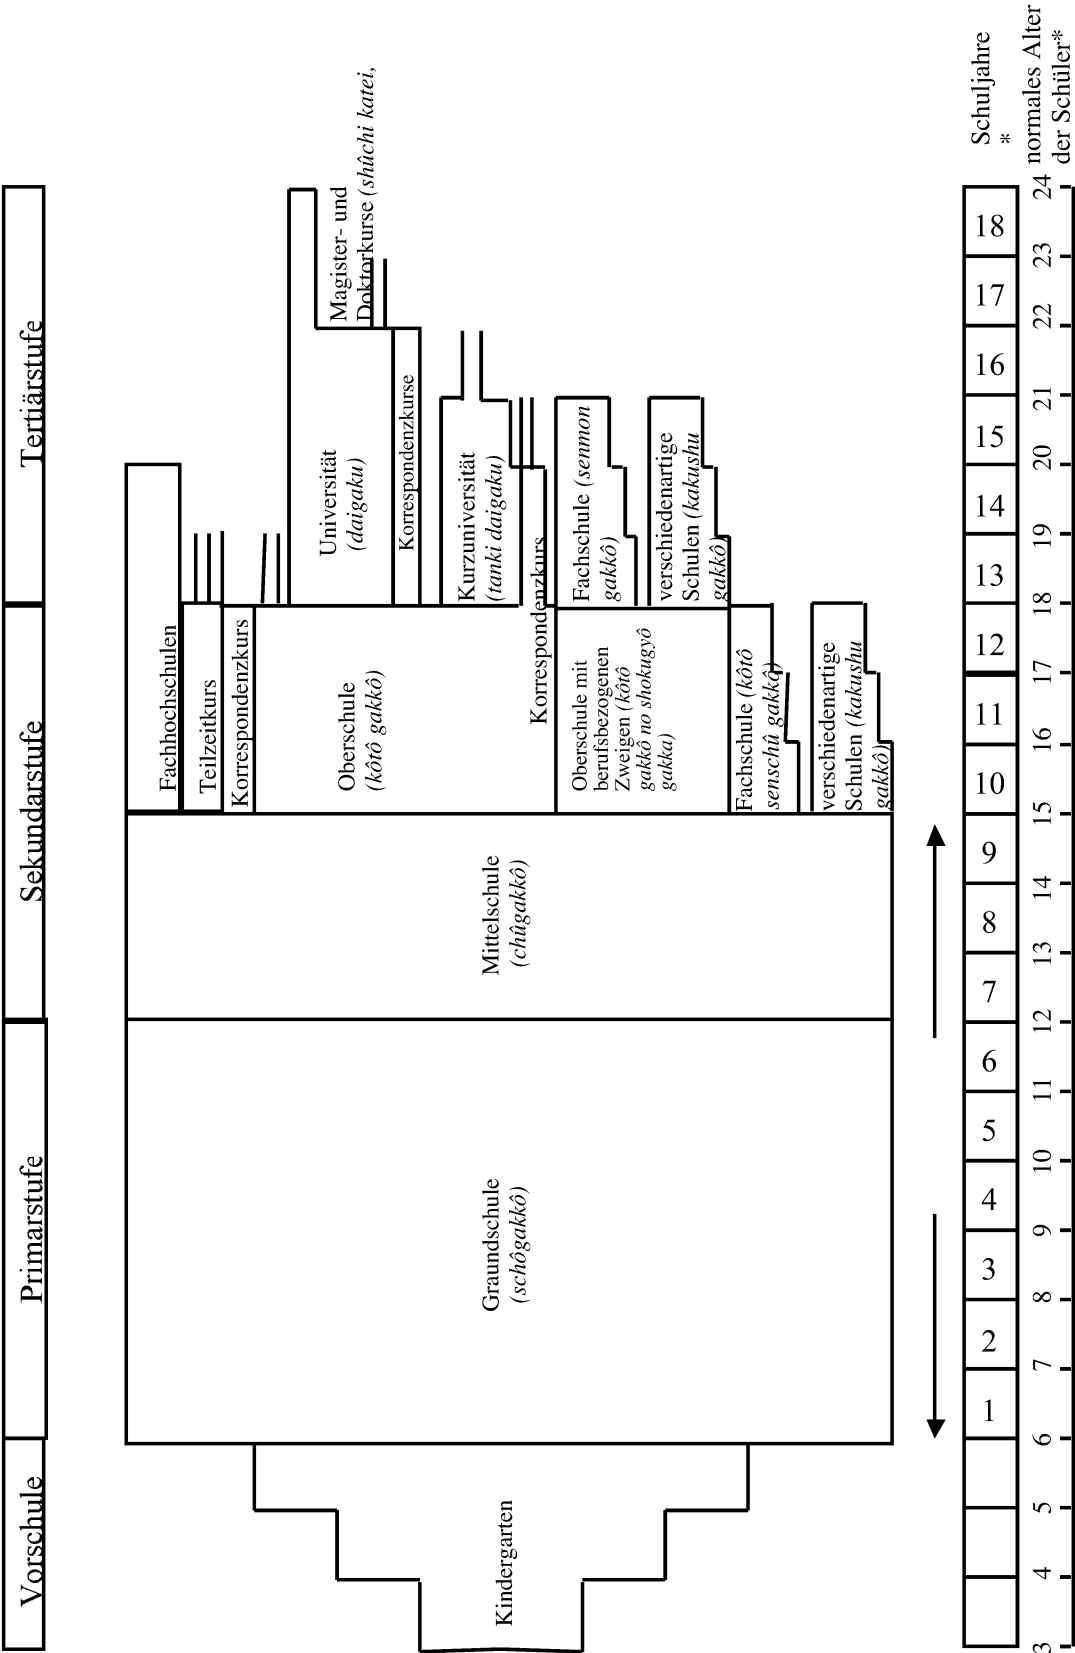 Tertiärstufe
Sekundarstufe
Primarstufe
Vorschule
Fachhochschulen
Teilzeitkurs
Korrespondenzkurs
Oberschule
(kôtô gakkô)
Universität
(daigaku)
Magister- und
Doktorkurse (shûchi katei,
Korrespondenzkurse
Kurzuniversität
(tanki daigaku)
Korrespondenzkurs
Fachschule (senmon
gakkô)
verschiedenartige
Schulen (kakushu
gakkô)
Oberschule mit
berufsbezogenen
Zweigen (kôtô
gakkô no shokugyô
gakka)
Fachschule (kôtô
senschû gakkô)
verschiedenartige
Schulen (kakushu
gakkô)
Mittelschule
(chûgakkô)
Graundschule
(schôgakkô)
Kindergarten
Schuljahre
*
18
17
16
15
14
13
12
11
10
9
8
7
6
5
4
3
2
1
normales Alter
der Schüler*
24
23
22
21
20
19
18
17
16
15
14
13
12
11
10
9
8
7
6
5
4
3